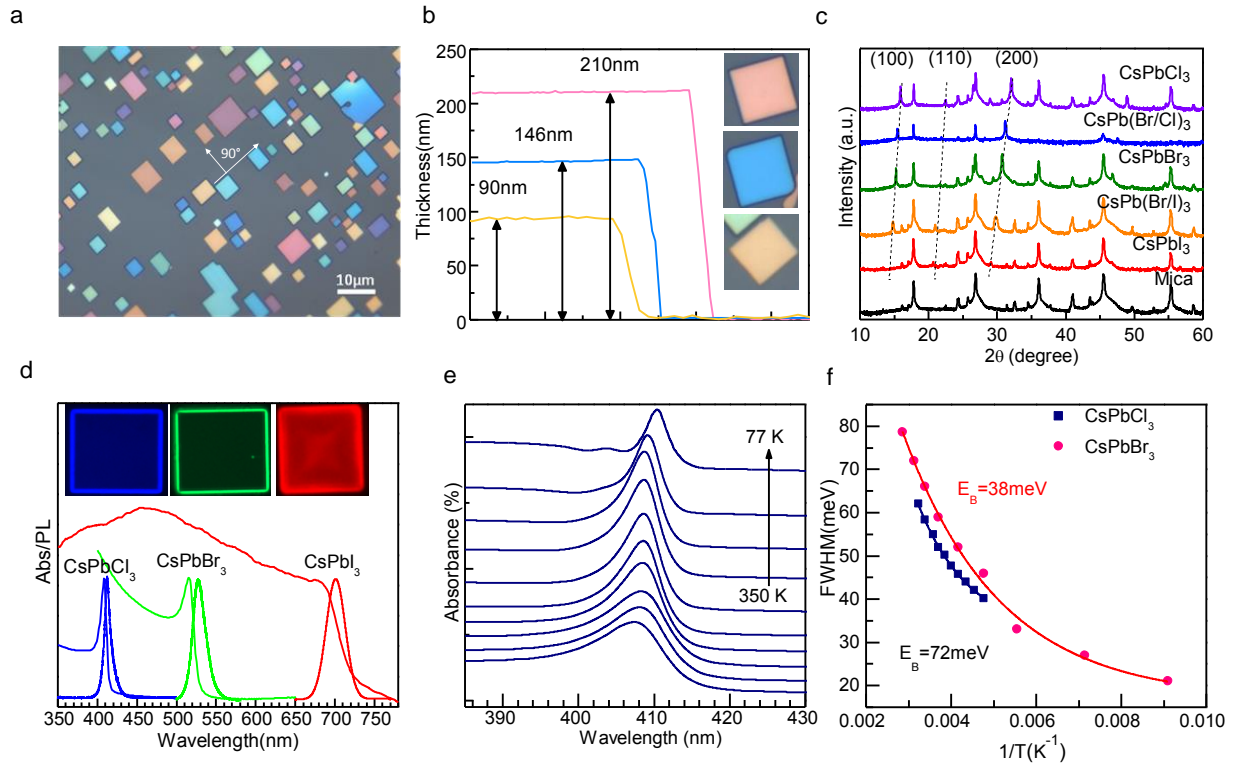 a
90°
10μm
b
Thickness(nm)
250
200
150
100
50
0
210nm
146nm
90nm
c
Intensity (a.u.)
(100)
(110)
(200)
CsPbCl3
CsPb(Br/Cl)3
CsPbBr3
CsPb(Br/I)3
CsPbI3
Mica
10 20 30 40 50 60
2θ (degree)
d
Abs/PL
CsPbCl3
CsPbBr3
CsPbI3
350 400 450 500 550 600 650 700 750
Wavelength(nm)
e
Absorbance (%)
77 K
350 K
390 400 410 420 430
Wavelength (nm)
f
FWHM(meV)
80
70
60
50
40
30
20
CsPbCl3
CsPbBr3
EB=38meV
EB=72meV
0.002 0.004 0.006 0.008 0.010
1/T(K-1)